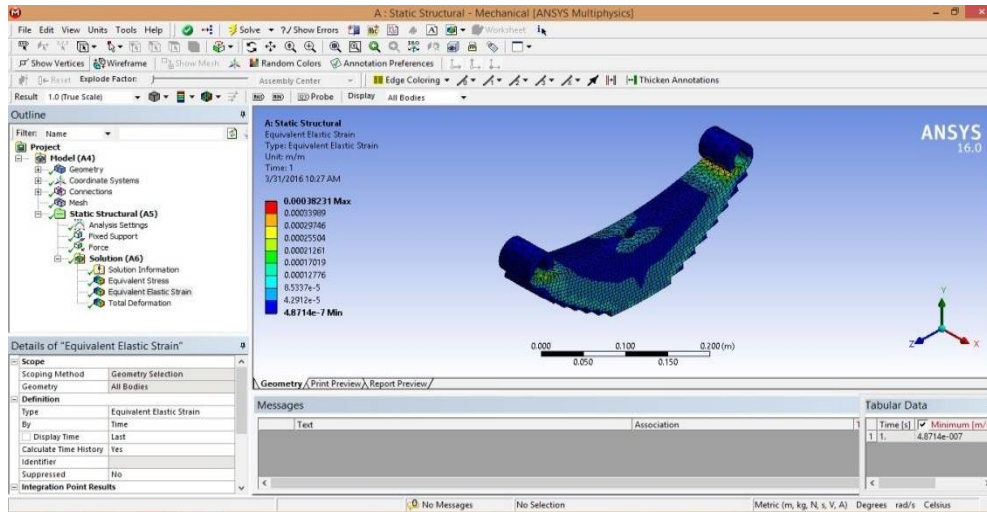 A : Static Structural - Mechanical [ANSYS Multiphysics]
File Edit View Units Tools Help Solve ?/ Show Errors Worksheet
Show Vertices Wireframe Show Mesh Random Colors Annotation Preferences
Reset Explode Factor: Assembly Center Edge Coloring Thicken Annotations
Result 1.0 (True Scale) Probe Display All Bodies
Outline
Filter: Name
Project
Model (A4)
Geometry
Coordinate Systems
Connections
Mesh
Static Structural (A5)
Analysis Settings
Fixed Support
Force
Solution (A6)
Solution Information
Equivalent Stress
Equivalent Elastic Strain
Total Deformation
A: Static Structural
Equivalent Elastic Strain
Type: Equivalent Elastic Strain
Unit: m/m
Time: 1
3/31/2016 10:27 AM
0.00038231 Max
0.00033989
0.00029746
0.00025504
0.00021261
0.00017019
0.00012776
8.5337e-5
4.2912e-5
4.8714e-7 Min
ANSYS
16.0
Y
Z X
0.000 0.100 0.200 (m)
0.050 0.150
Geometry Print Preview Report Preview
Details of "Equivalent Elastic Strain"
Scope
Scoping Method Geometry Selection
Geometry All Bodies
Definition
Type Equivalent Elastic Strain
By Time
Display Time Last
Calculate Time History Yes
Identifier
Suppressed No
Integration Point Results
Messages
Text Association
Tabular Data
Time [s] Minimum [m/
1 1. 4.8714e-007
No Messages No Selection Metric (m, kg, N, s, V, A) Degrees rad/s Celsius